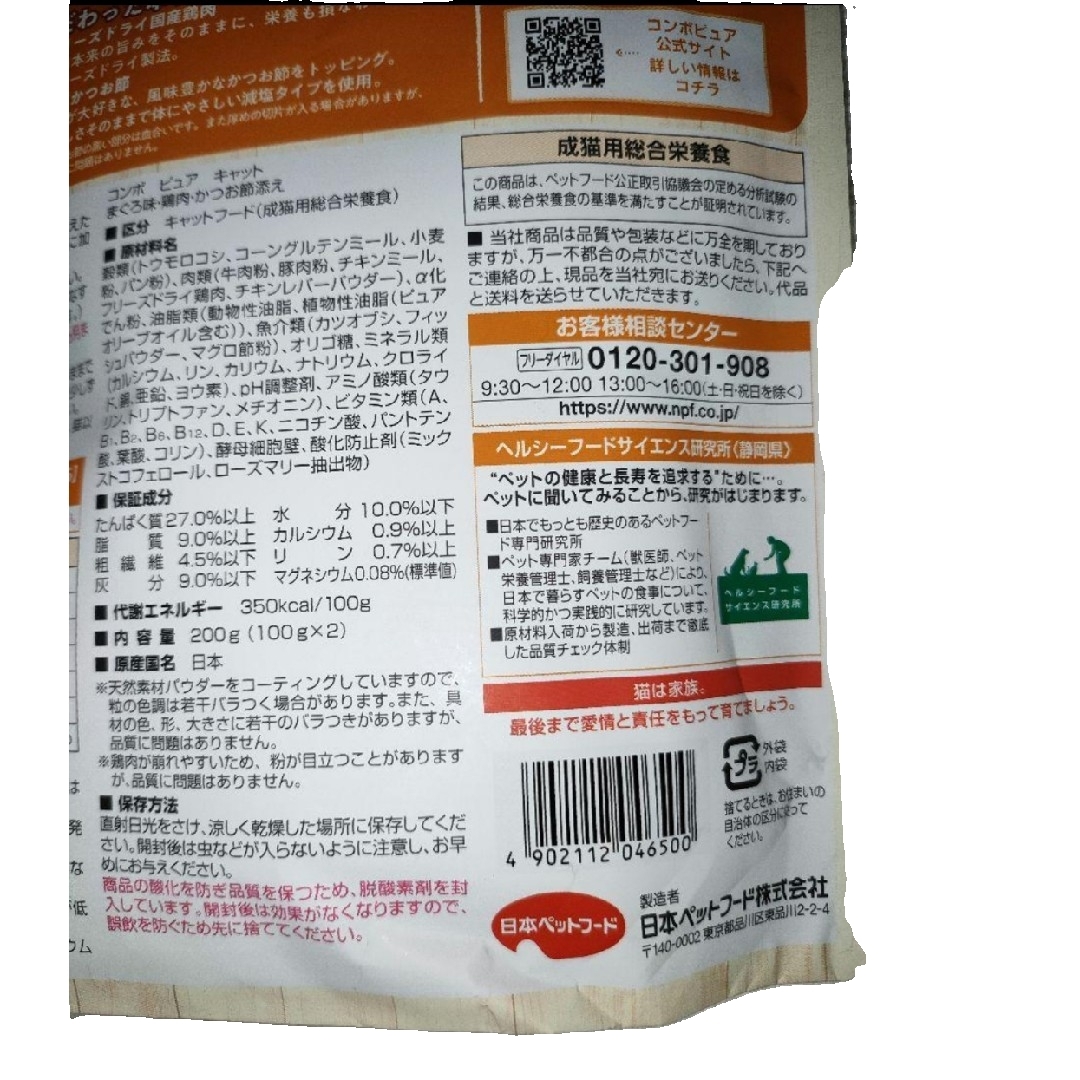 ーズドライ国産鶏肉
本来の旨みをそのままに、栄養も損な
ーズドライ製法。
かつお節
大好きな、風味豊かなかつお節をトッピング。
さそのままで体にやさしい減塩タイプを使用。
節の黒い部分は血合いです。また厚めの切片が入る場合がありますが、
問題はありません。
コンボピュア
公式サイト
詳しい情報は
コチラ
コンボ ピュア キャット
まぐろ味・鶏肉・かつお節添え
■ 区分 キャットフード(成猫用総合栄養食)
■ 原材料名
穀類(トウモロコシ、コーングルテンミール、小麦
粉、パン粉)、肉類(牛肉粉、豚肉粉、チキンミール、
フリーズドライ鶏肉、チキンレバーパウダー)、α化
でん粉、油脂類(動物性油脂、植物性油脂(ピュア
オリーブオイル含む))、魚介類(カツオブシ、フィッ
シュパウダー、マグロ節粉)、オリゴ糖、ミネラル類
(カルシウム、リン、カリウム、ナトリウム、クロライ
ド、銅、亜鉛、ヨウ素)、pH調整剤、アミノ酸類(タウ
リン、トリプトファン、メチオニン)、ビタミン類(A、
B1、B2、B6、B12、D、E、K、ニコチン酸、パントテン
酸、葉酸、コリン)、酵母細胞壁、酸化防止剤(ミック
ストコフェロール、ローズマリー抽出物)
■ 保証成分
たんぱく質 27.0%以上 水 分 10.0%以下
脂 質 9.0%以上 カルシウム 0.9%以上
粗 繊 維 4.5%以下 リ ン 0.7%以上
灰 分 9.0%以下 マグネシウム0.08%(標準値)
■ 代謝エネルギー 350kcal/100g
■ 内 容 量 200g (100g×2)
■ 原産国名 日本
※天然素材パウダーをコーティングしていますので、
粒の色調は若干バラつく場合があります。また、具
材の色、形、大きさに若干のバラつきがありますが、
品質に問題はありません。
※鶏肉が崩れやすいため、粉が目立つことがあります
が、品質に問題はありません。
■ 保存方法
直射日光をさけ、涼しく乾燥した場所に保存してくだ
さい。開封後は虫などが入らないように注意し、お早
めにお与えください。
商品の酸化を防ぎ品質を保つため、脱酸素剤を封
入しています。開封後は効果がなくなりますので、
誤飲を防ぐため先に捨ててください。
成猫用総合栄養食
この商品は、ペットフード公正取引協議会の定める分析試験の
結果、総合栄養食の基準を満たすことが証明されています。
■ 当社商品は品質や包装などに万全を期しており
ますが、万一不都合の点がございましたら、下記へ
ご連絡の上、現品を当社宛にお送りください。代品
と送料を送らせていただきます。
お客様相談センター
フリーダイヤル 0120-301-908
9:30～12:00 13:00～16:00(土・日・祝日を除く)
https://www.npf.co.jp/
ヘルシーフードサイエンス研究所(静岡県)
“ペットの健康と長寿を追求する”ために…。
ペットに聞いてみることから、研究がはじまります。
■日本でもっとも歴史のあるペットフー
ド専門研究所
■ペット専門家チーム(獣医師、ペット
栄養管理士、飼養管理士など)により、
日本で暮らすペットの食事について、
科学的かつ実践的に研究しています。
■原材料入荷から製造、出荷まで徹底
した品質チェック体制
ヘルシーフード
サイエンス研究所
猫は家族。
最後まで愛情と責任をもって育てましょう。
プラ
外袋
内袋
捨てるときは、お住まいの
自治体の区分に従って
ください。
4 902112 046500
日本ペットフード
製造者
日本ペットフード株式会社
〒140-0002 東京都品川区東品川2-2-4